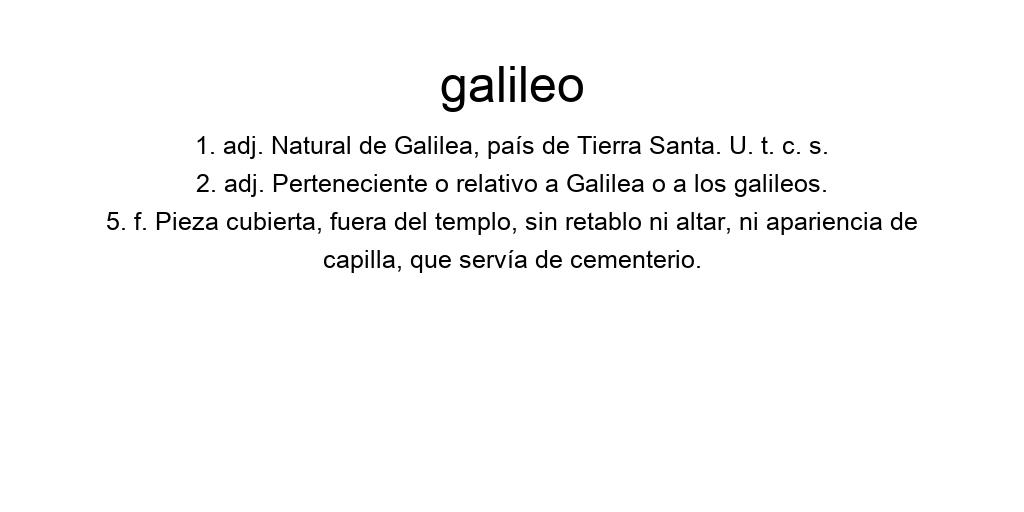 galileo
1. adj. Natural de Galilea, país de Tierra Santa. U. t. c. s.
2. adj. Perteneciente o relativo a Galilea o a los galileos.
5. f. Pieza cubierta, fuera del templo, sin retablo ni altar, ni apariencia de
capilla, que servía de cementerio.